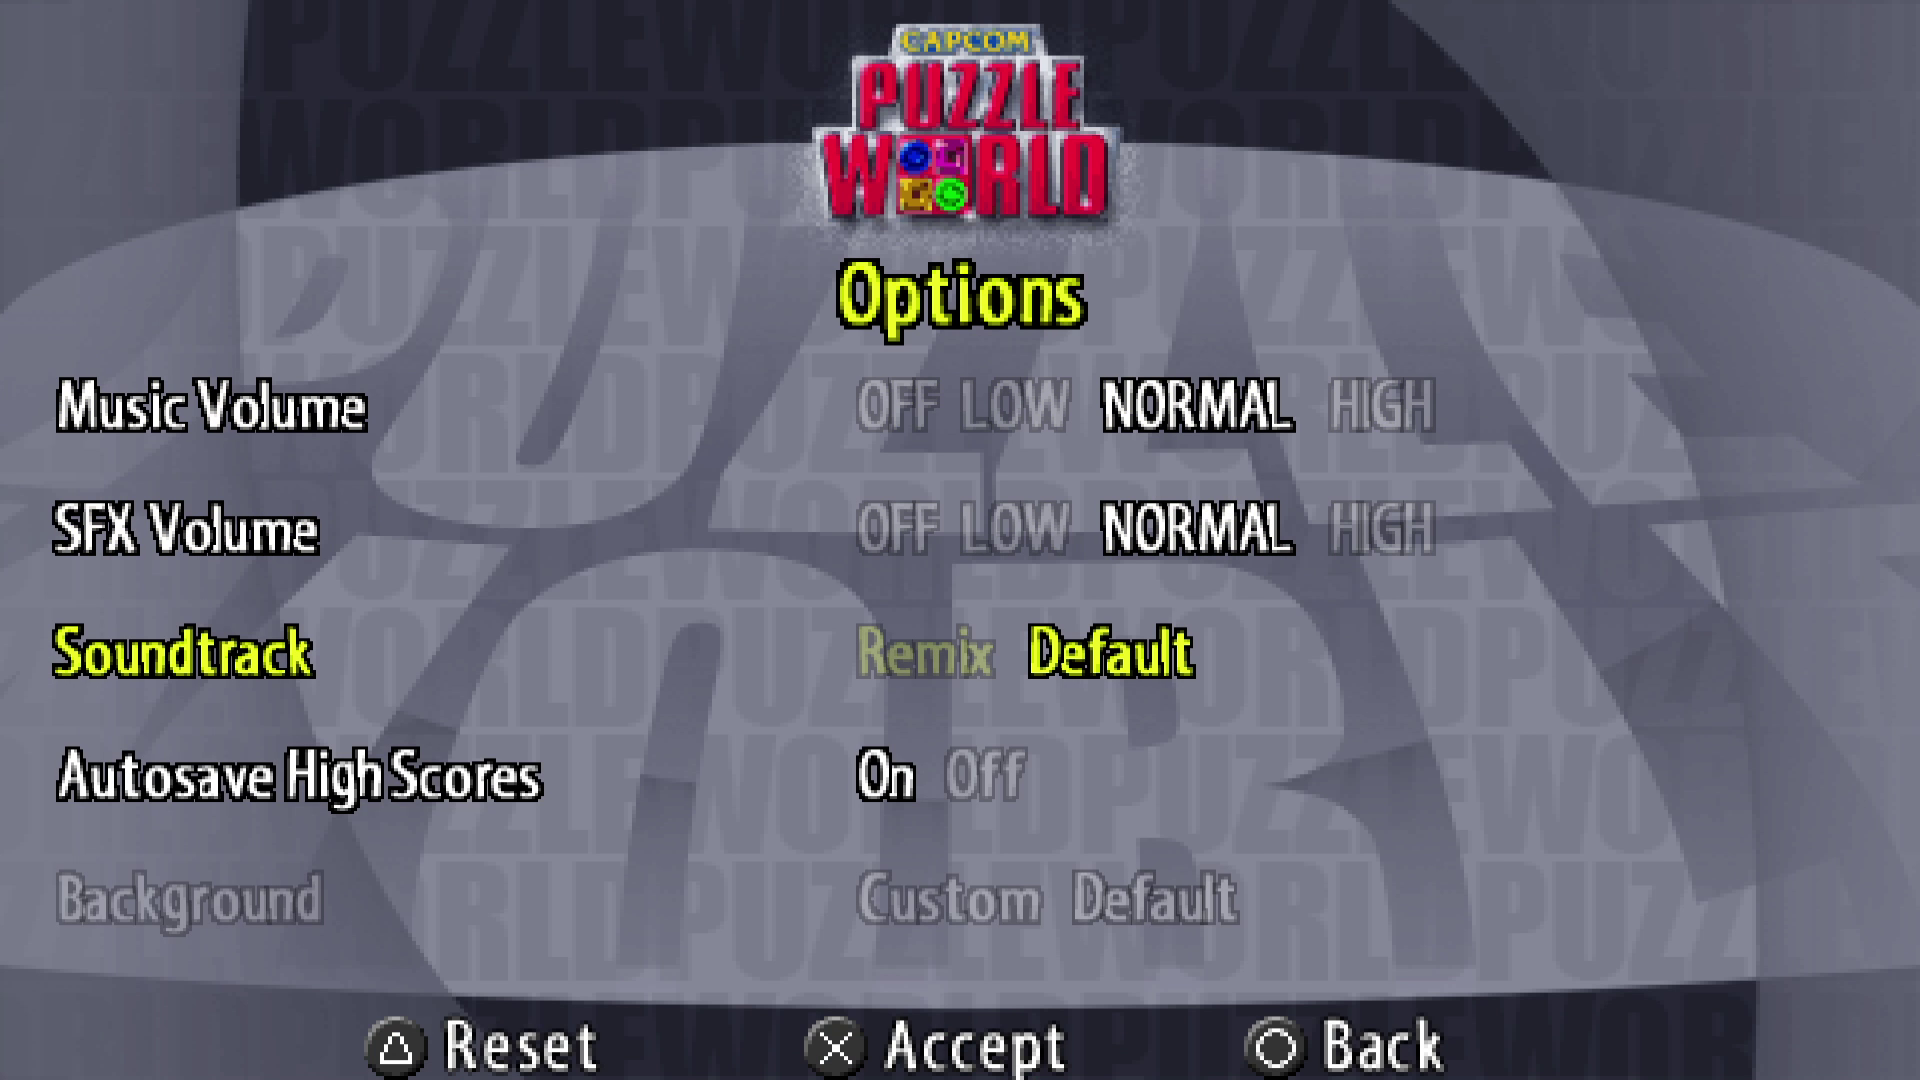 CAPCOM
PUZZLE
WORLD
Options
Music Volume OFF LOW NORMAL HIGH
SFX Volume OFF LOW NORMAL HIGH
Soundtrack Remix Default
Autosave High Scores On Off
Background Custom Default
Reset Accept Back